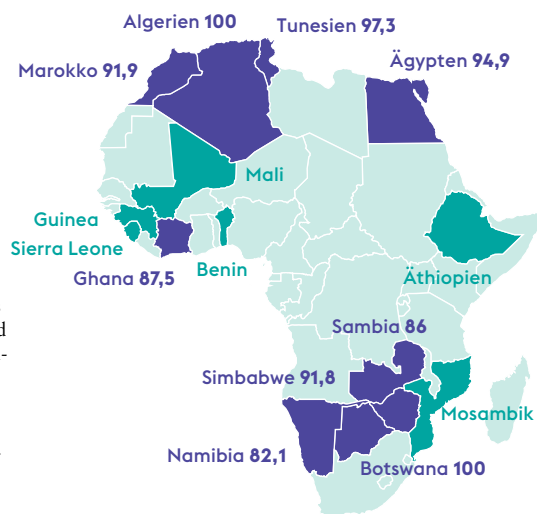 Algerien 100
Tunesien 97,3
Marokko 91,9
Ägypten 94,9
Mali
Guinea
Sierra Leone
Ghana 87,5
Benin
Äthiopien
d
-
Sambia 86
Simbabwe 91,8
Mosambik
Namibia 82,1
Botswana 100